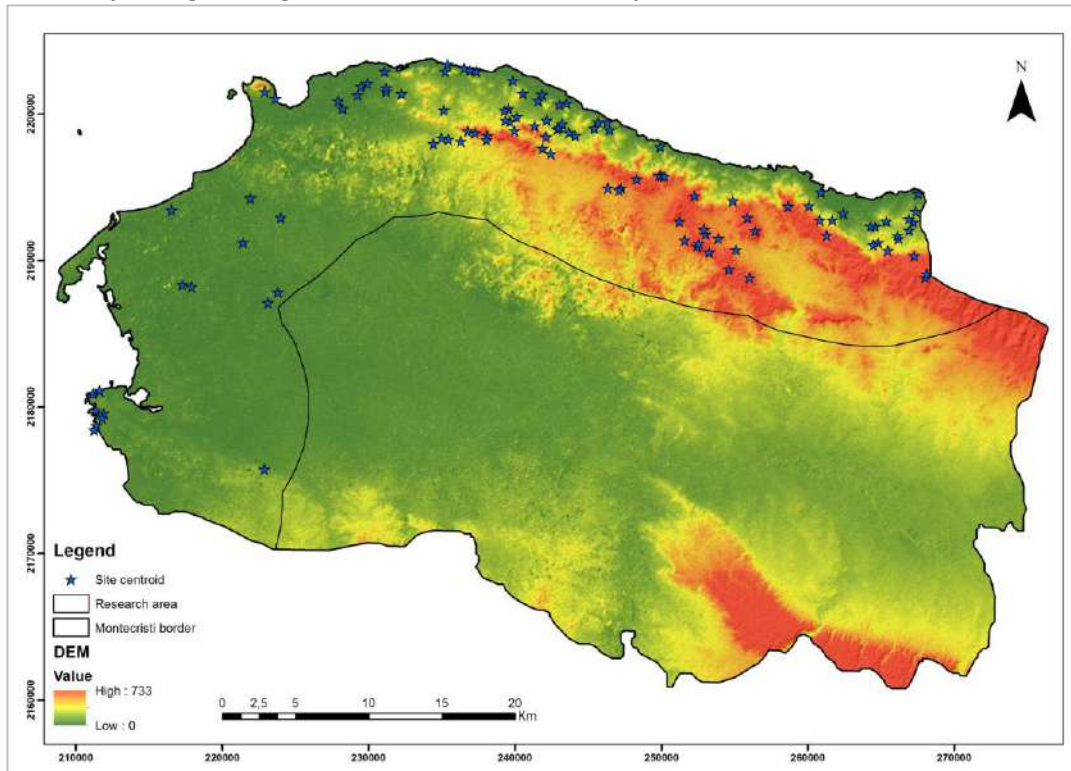 N
2200000
2190000
2180000
2170000
2160000
Legend
Site centroid
Research area
Montecristi border
DEM
Value
High : 733
Low : 0
0 2,5 5 10 15 20
Km
210000 220000 230000 240000 250000 260000 270000